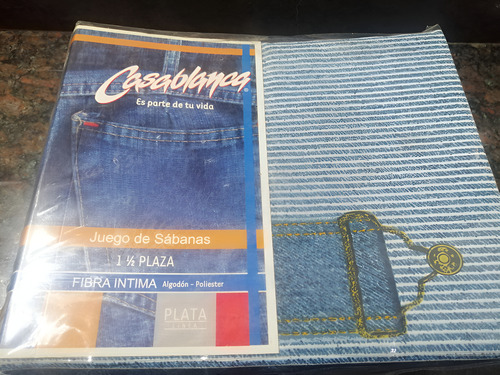 Casablanca®
Es parte de tu vida
Juego de Sábanas
1 ½ PLAZA
FIBRA INTIMA Algodón - Poliester
PLATA